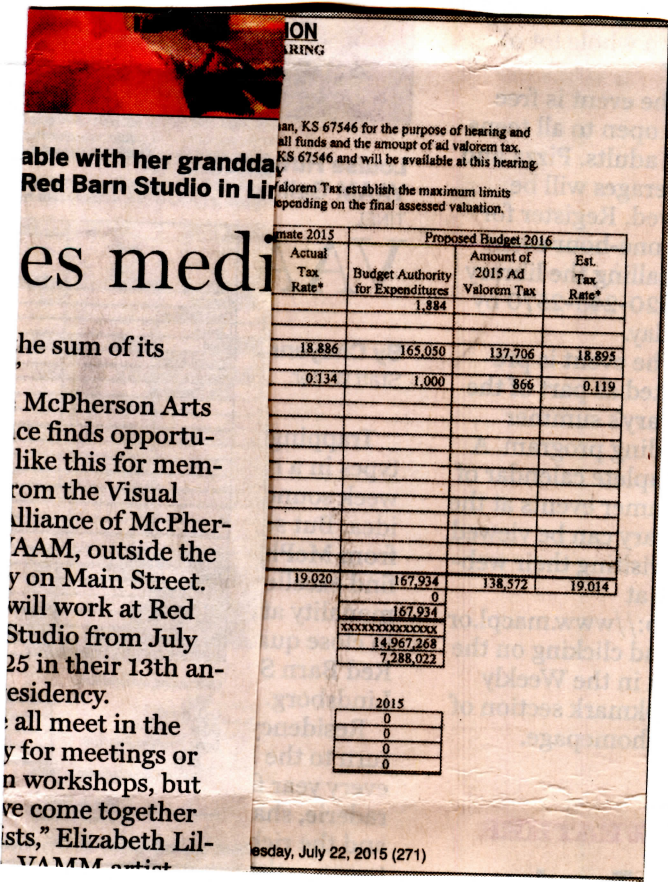 able with her grandda
Red Barn Studio in Lin
es medi
the sum of its
McPherson Arts
ce finds opportu-
like this for mem-
rom the Visual
Alliance of McPher-
VAAM, outside the
y on Main Street.
will work at Red
Studio from July
25 in their 13th an-
esidency.
all meet in the
y for meetings or
n workshops, but
ve come together
ists,” Elizabeth Lil-
VAMM artist
ION
ARING
an, KS 67546 for the purpose of hearing and
all funds and the amount of ad valorem tax.
KS 67546 and will be available at this hearing.
Y
Valorem Tax establish the maximum limits
epending on the final assessed valuation.
mate 2015 Proposed Budget 2016
Actual Tax Rate* Budget Authority for Expenditures Amount of 2015 Ad Valorem Tax Est. Tax Rate*
1,884
18.886 165,050 137,706 18.895
0.134 1,000 866 0.119
19.020 167,934 138,572 19.014
0
167,934
xxxxxxxxxxxxxx
14,967,268
7,288,022
2015
0
0
0
0
esday, July 22, 2015 (271)